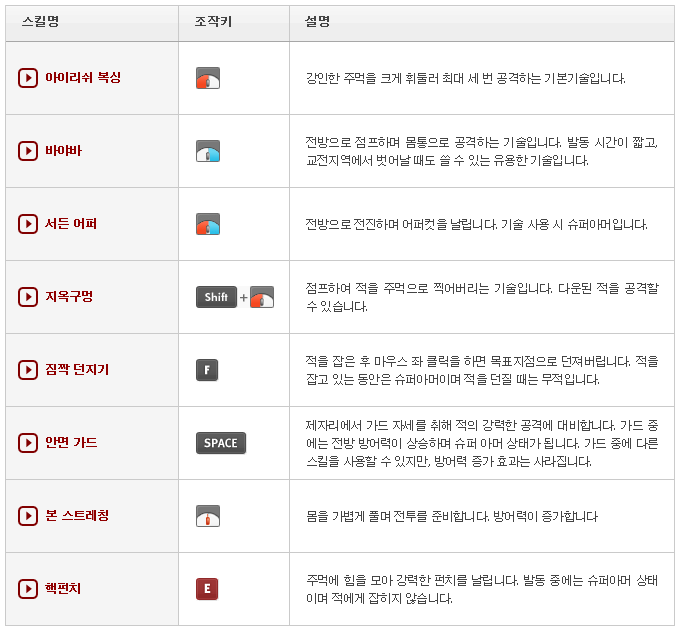 스킬명 조작키 설명
아이리쉬 복싱 강인한 주먹을 크게 휘둘러 최대 세 번 공격하는 기본기술입니다.
바야바 전방으로 점프하며 몸통으로 공격하는 기술입니다. 발동 시간이 짧고,
교전지역에서 벗어날 때도 쓸 수 있는 유용한 기술입니다.
서든 어퍼 전방으로 전진하며 어퍼컷을 날립니다. 기술 사용 시 슈퍼아머입니다.
지옥구멍 Shift + 점프하여 적을 주먹으로 찍어버리는 기술입니다. 다운된 적을 공격할
수 있습니다.
짐짝 던지기 F 적을 잡은 후 마우스 좌 클릭을 하면 목표지점으로 던져버립니다. 적을
잡고 있는 동안은 슈퍼아머이며 적을 던질 때는 무적입니다.
안면 가드 SPACE 제자리에서 가드 자세를 취해 적의 강력한 공격에 대비합니다. 가드 중
에는 전방 방어력이 상승하며 슈퍼 아머 상태가 됩니다. 가드 중에 다른
스킬을 사용할 수 있지만, 방어력 증가 효과는 사라집니다.
본 스트레칭 몸을 가볍게 풀며 전투를 준비합니다. 방어력이 증가합니다
핵펀치 E 주먹에 힘을 모아 강력한 펀치를 날립니다. 발동 중에는 슈퍼아머 상태
이며 적에게 잡히지 않습니다.